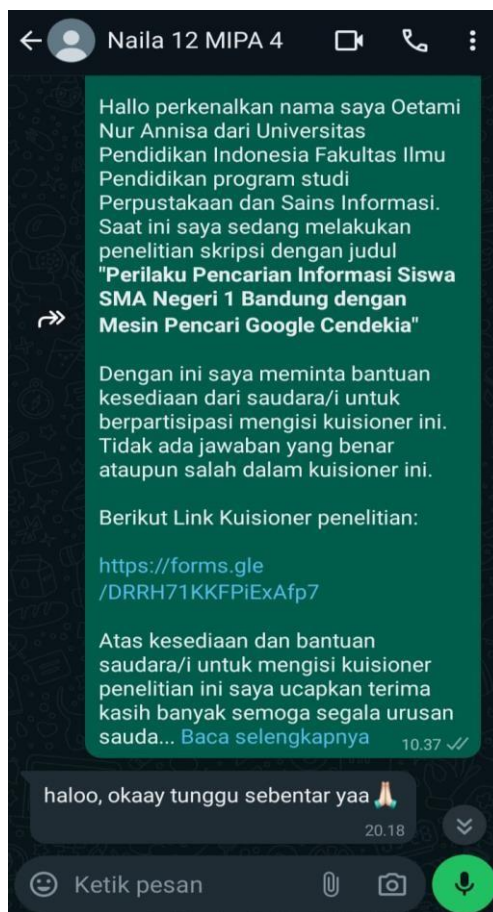 Naila 12 MIPA 4
Hallo perkenalkan nama saya Oetami
Nur Annisa dari Universitas
Pendidikan Indonesia Fakultas Ilmu
Pendidikan program studi
Perpustakaan dan Sains Informasi.
Saat ini saya sedang melakukan
penelitian skripsi dengan judul
"Perilaku Pencarian Informasi Siswa
SMA Negeri 1 Bandung dengan
Mesin Pencari Google Cendekia"
Dengan ini saya meminta bantuan
kesediaan dari saudara/i untuk
berpartisipasi mengisi kuisioner ini.
Tidak ada jawaban yang benar
ataupun salah dalam kuisioner ini.
Berikut Link Kuisioner penelitian:
https://forms.gle
/DRRH71KKFPiExAfp7
Atas kesediaan dan bantuan
saudara/i untuk mengisi kuisioner
penelitian ini saya ucapkan terima
kasih banyak semoga segala urusan
sauda... Baca selengkapnya 10.37
haloo, okaay tunggu sebentar yaa 🙏🏻
20.18
Ketik pesan